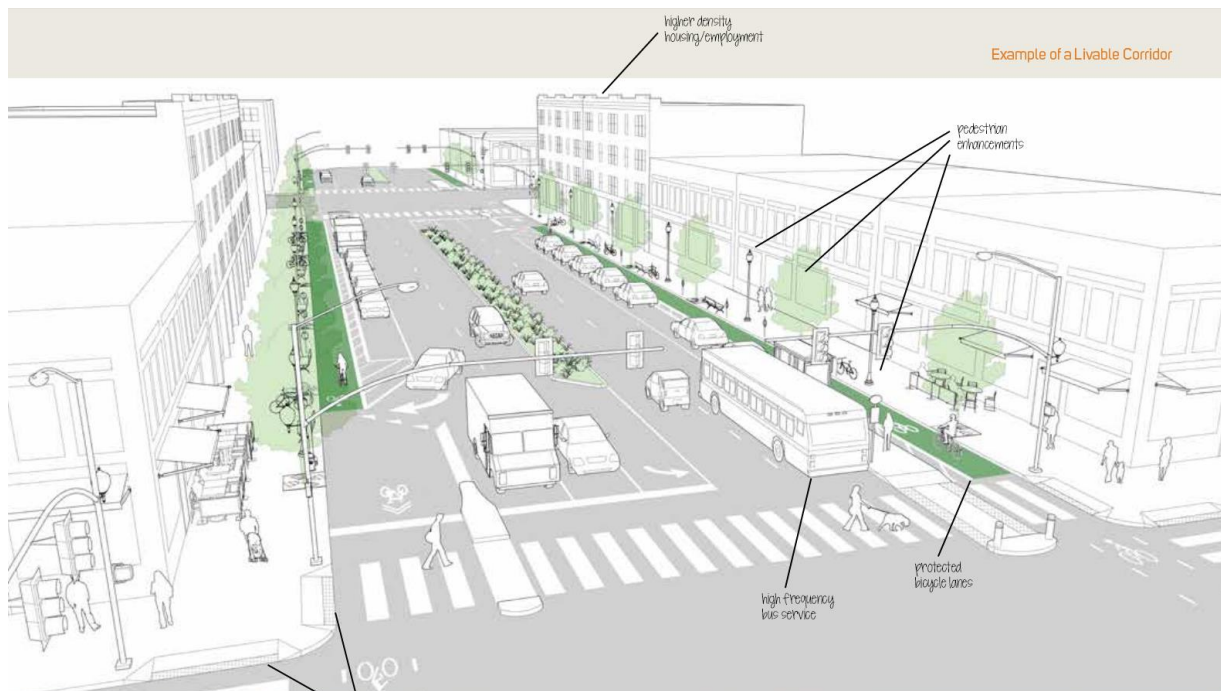 higher density
housing/employment
Example of a Livable Corridor
pedestrian
enhancements
protected
bicycle lanes
high frequency
bus service